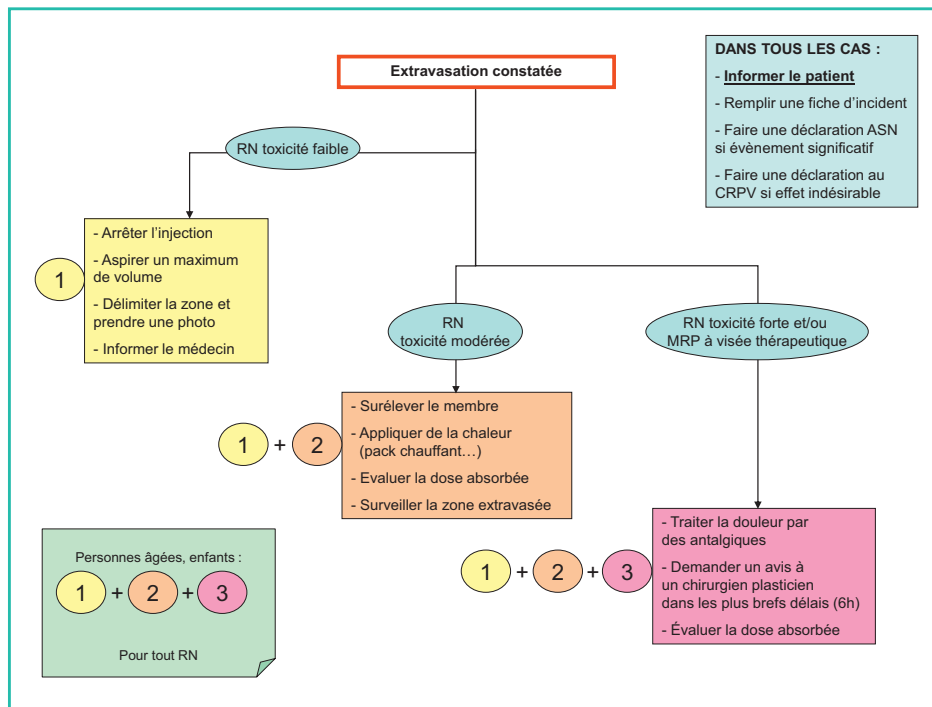 Extravasation constatée
DANS TOUS LES CAS :
- Informer le patient
- Remplir une fiche d'incident
- Faire une déclaration ASN
si évènement significatif
- Faire une déclaration au
CRPV si effet indésirable
RN toxicité faible
1
- Arrêter l'injection
- Aspirer un maximum
de volume
- Délimiter la zone et
prendre une photo
- Informer le médecin
RN
toxicité modérée
RN toxicité forte et/ou
MRP à visée thérapeutique
1 + 2
- Surélever le membre
- Appliquer de la chaleur
(pack chauffant…)
- Evaluer la dose absorbée
- Surveiller la zone extravasée
1 + 2 + 3
- Traiter la douleur par
des antalgiques
- Demander un avis à
un chirurgien plasticien
dans les plus brefs délais (6h)
- Évaluer la dose absorbée
Personnes âgées, enfants :
1 + 2 + 3
Pour tout RN